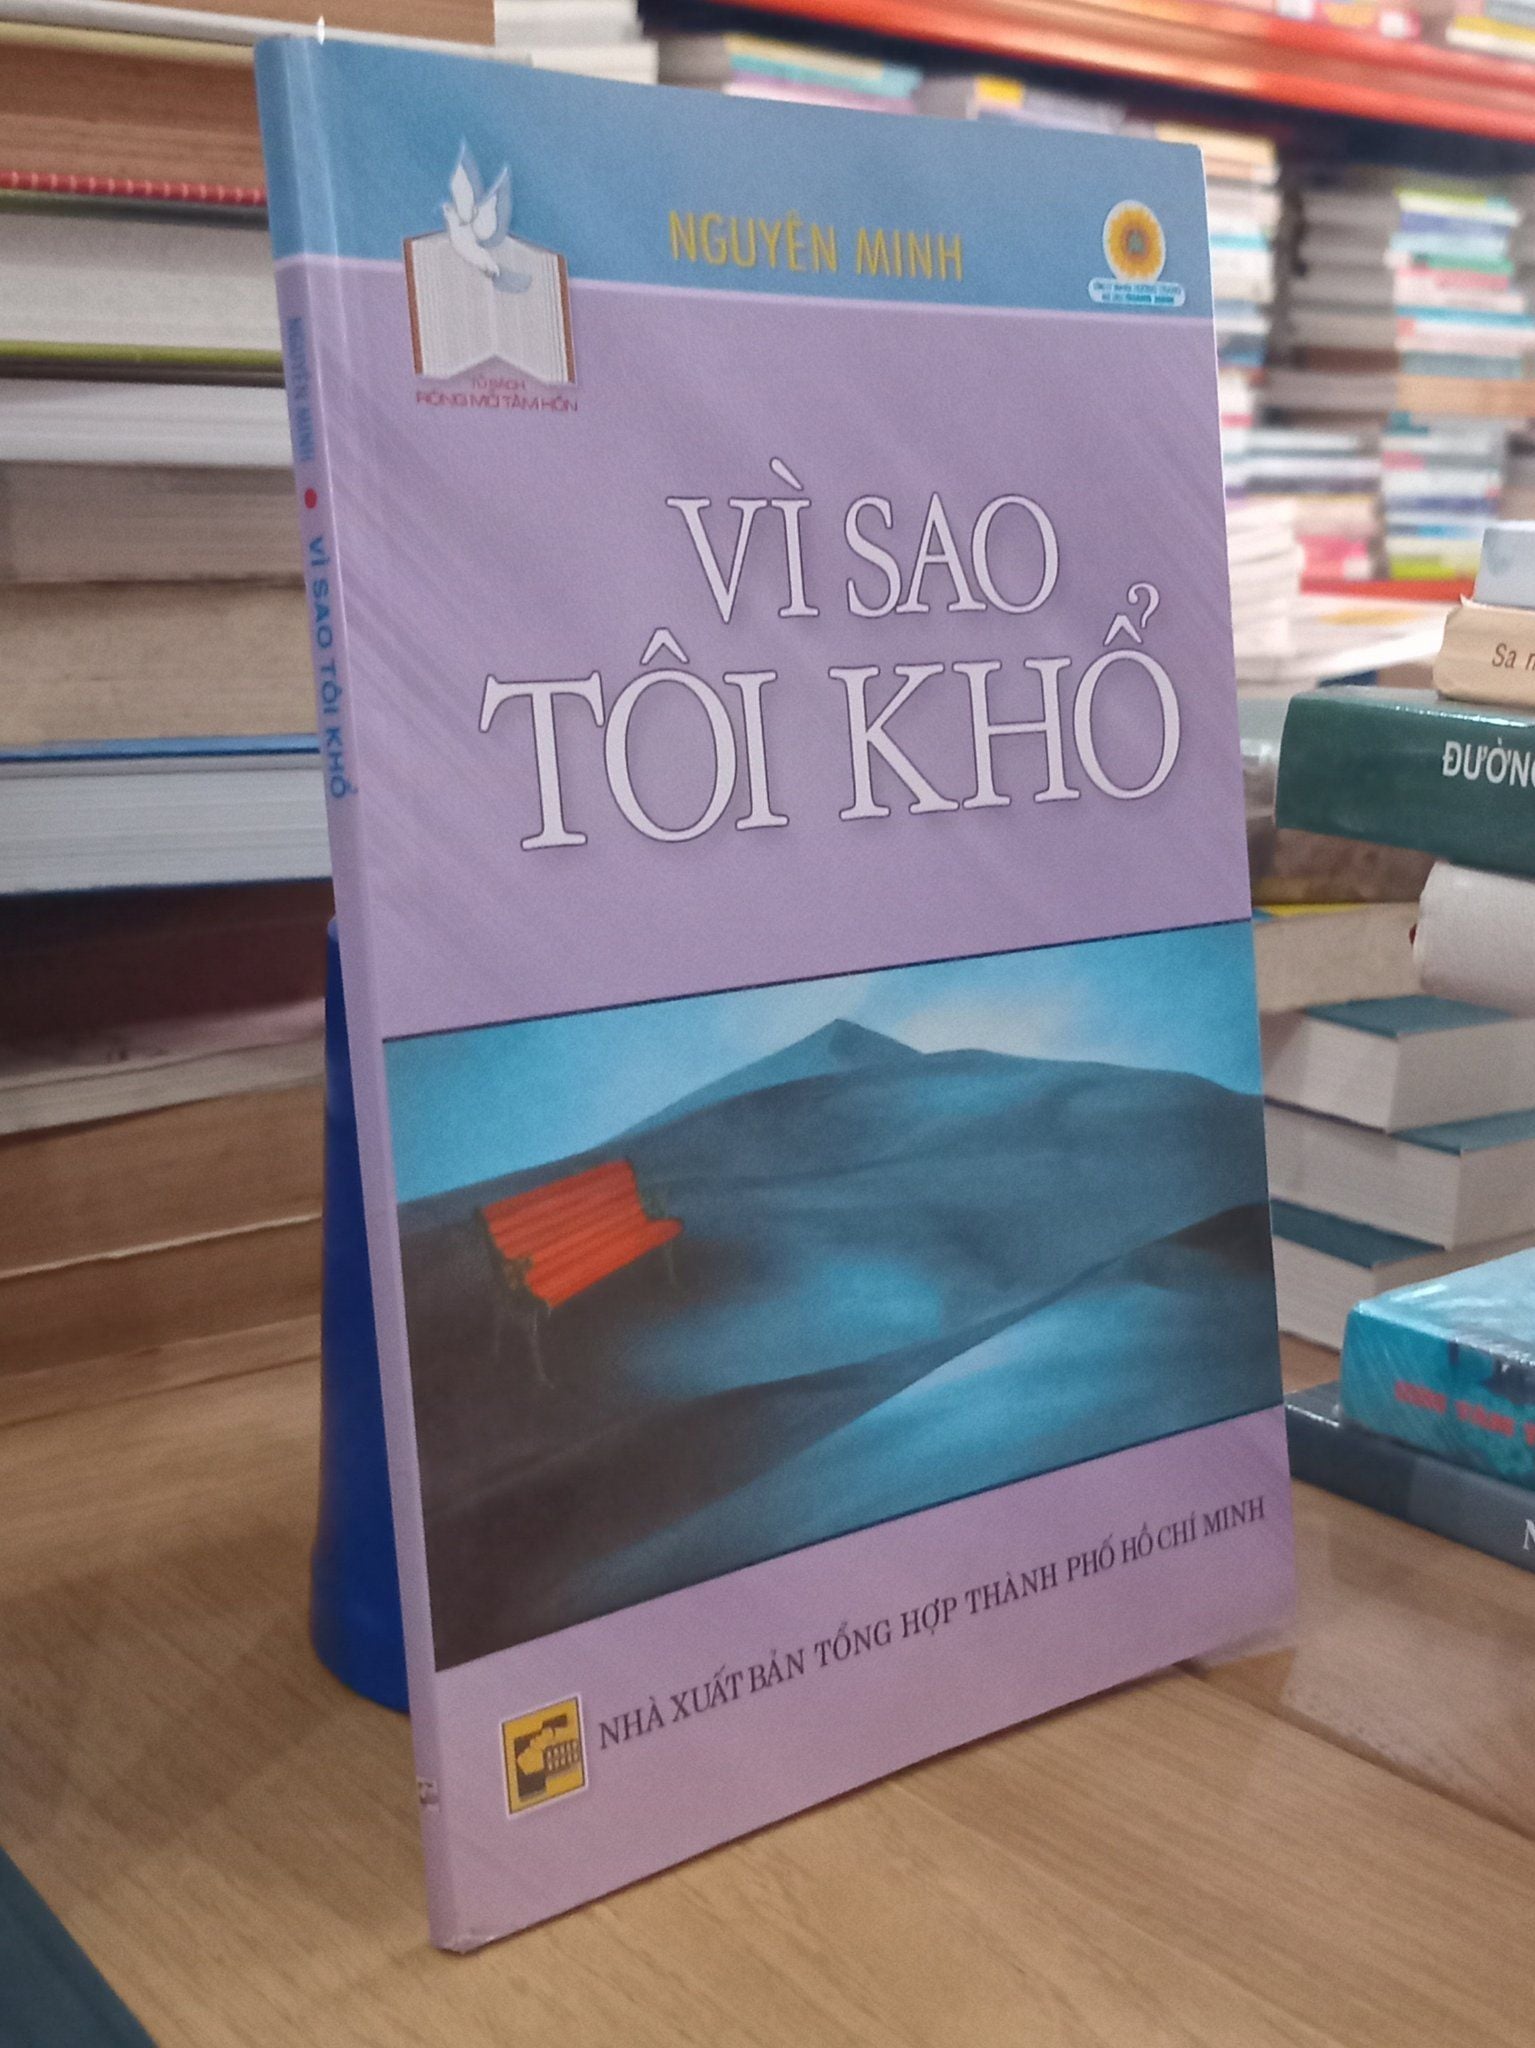 NGUYÊN MINH
TỦ SÁCH
RỘNG MỞ TÂM HỒN
VÌ SAO
TÔI KHỔ
NHÀ XUẤT BẢN TỔNG HỢP THÀNH PHỐ HỒ CHÍ MINH
NGUYÊN MINH • VÌ SAO TÔI KHỔ
Sa
ĐƯỜNG